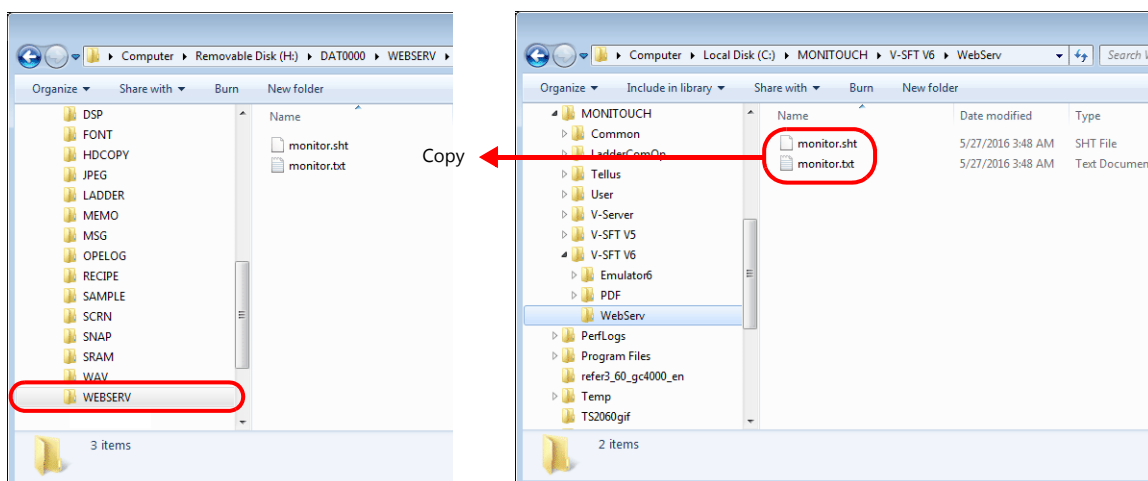 Computer Removable Disk (H:) DAT0000 WEBSERV
Organize Share with Burn New folder
DSP
FONT
HDCOPY
JPEG
LADDER
MEMO
MSG
OPELOG
RECIPE
SAMPLE
SCRN
SNAP
SRAM
WAV
WEBSERV
Name
monitor.sht
monitor.txt
3 items
Copy
Computer Local Disk (C:) MONITOUCH V-SFT V6 WebServ
Search
Organize Include in library Share with Burn New folder
MONITOUCH
Common
LadderComOp
Tellus
User
V-Server
V-SFT V5
V-SFT V6
Emulator6
PDF
WebServ
PerfLogs
Program Files
refer3_60_gc4000_en
Temp
TS2060gif
Name Date modified Type
monitor.sht 5/27/2016 3:48 AM SHT File
monitor.txt 5/27/2016 3:48 AM Text Documen
2 items